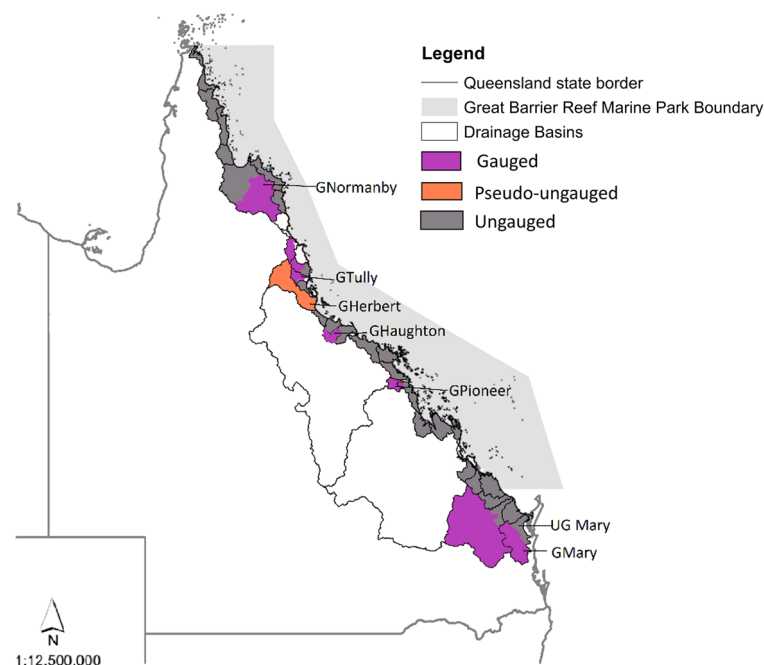 Legend
Queensland state border
Great Barrier Reef Marine Park Boundary
Drainage Basins
Gauged
Pseudo-ungauged
Ungauged
GNormanby
GTully
GHerbert
GHaughton
GPioneer
UG Mary
GMary
N
1:12,500,000